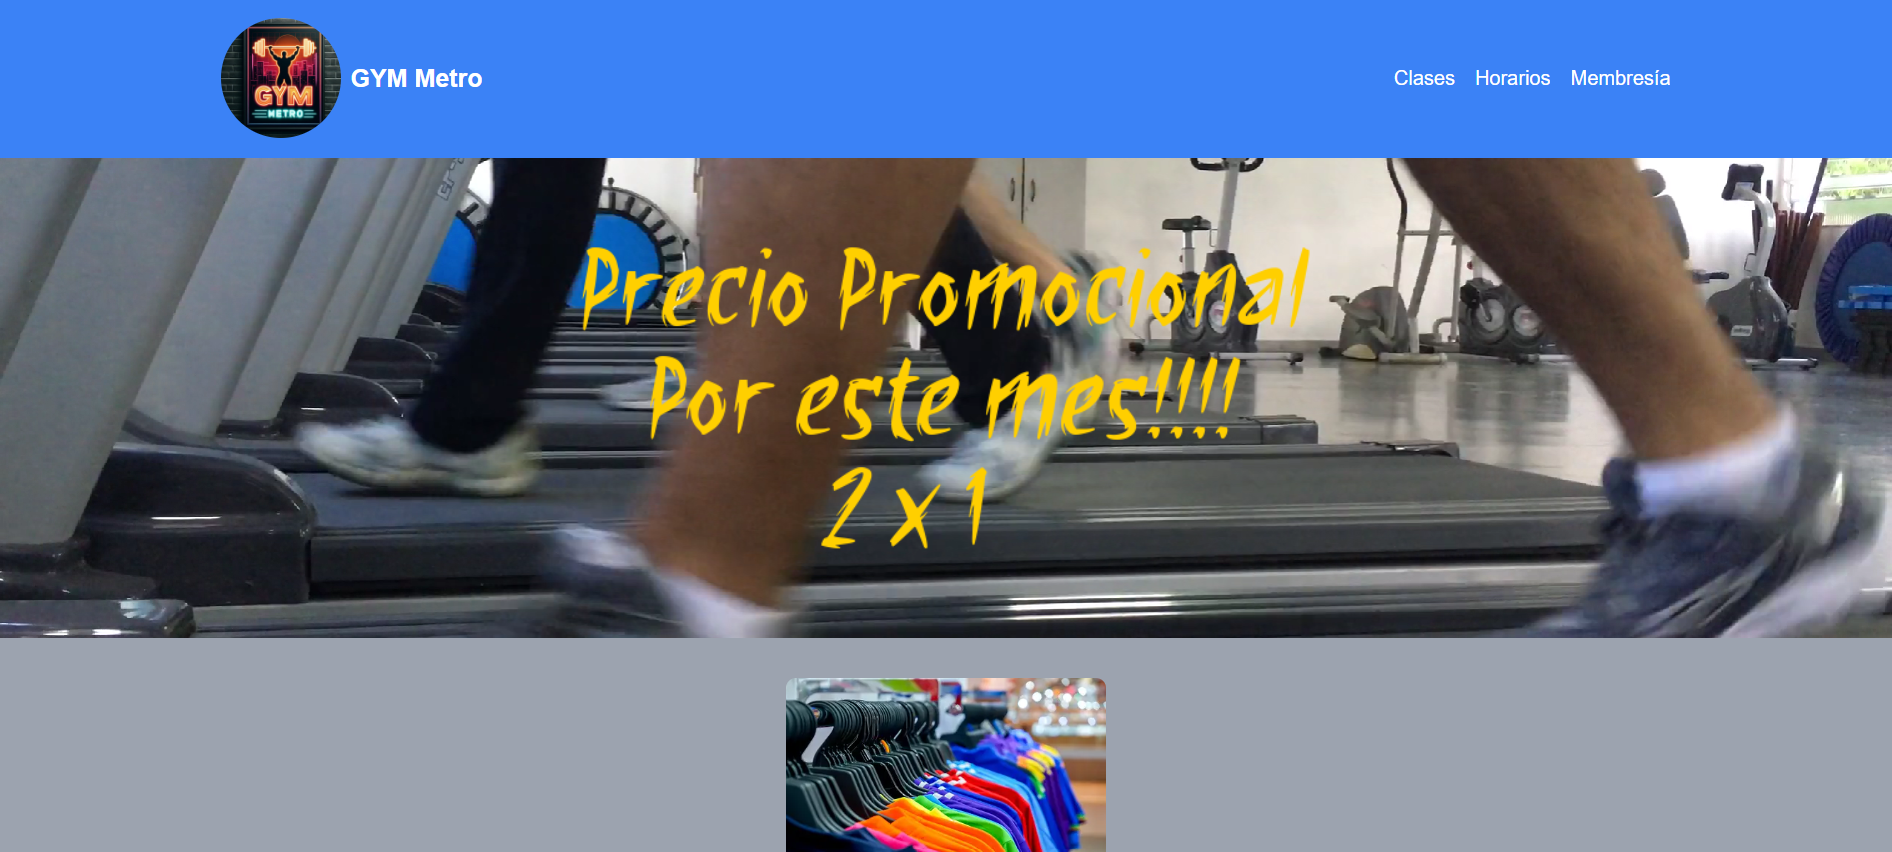 GYM
METRO
GYM Metro
Clases Horarios Membresía
Precio Promocional
Por este mes!!!!
2 x 1